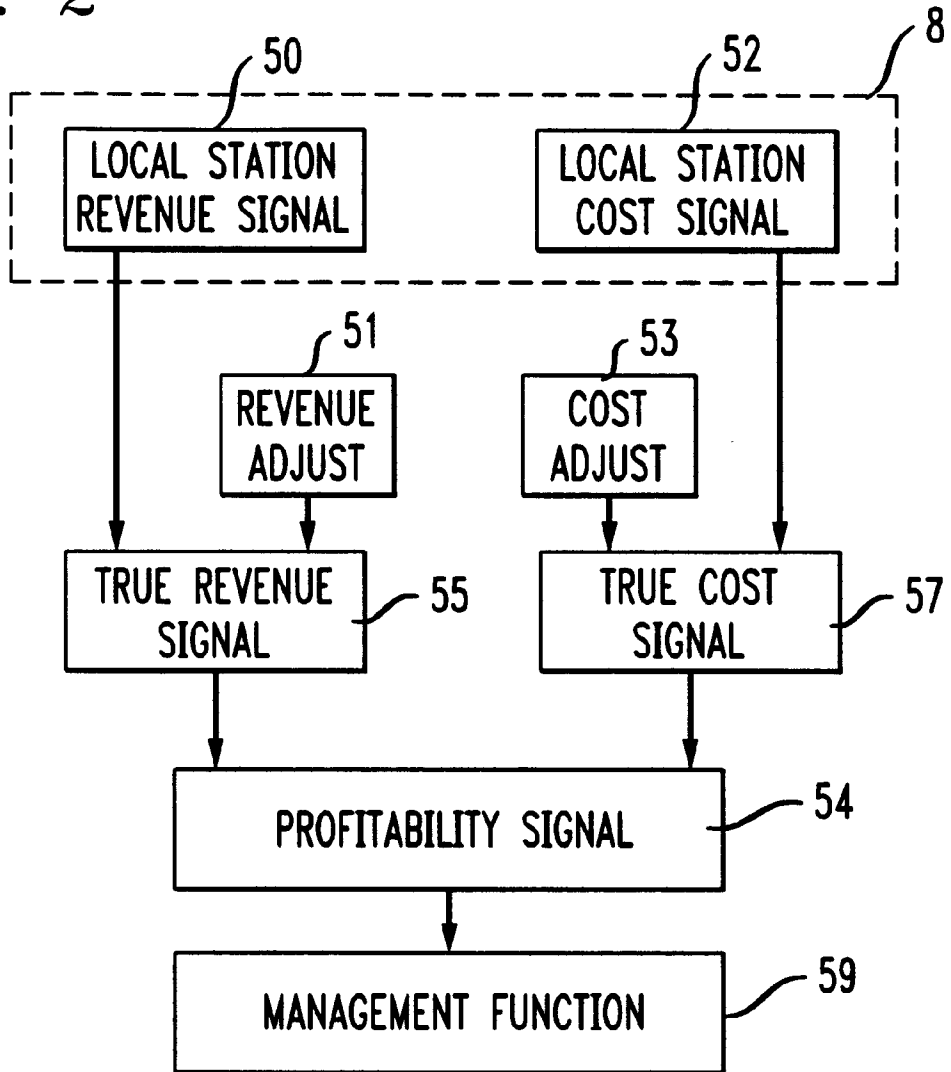 . 2
8
50
52
LOCAL STATION
REVENUE SIGNAL
LOCAL STATION
COST SIGNAL
51
53
REVENUE
ADJUST
COST
ADJUST
TRUE REVENUE
SIGNAL
55
TRUE COST
SIGNAL
57
PROFITABILITY SIGNAL
54
MANAGEMENT FUNCTION
59